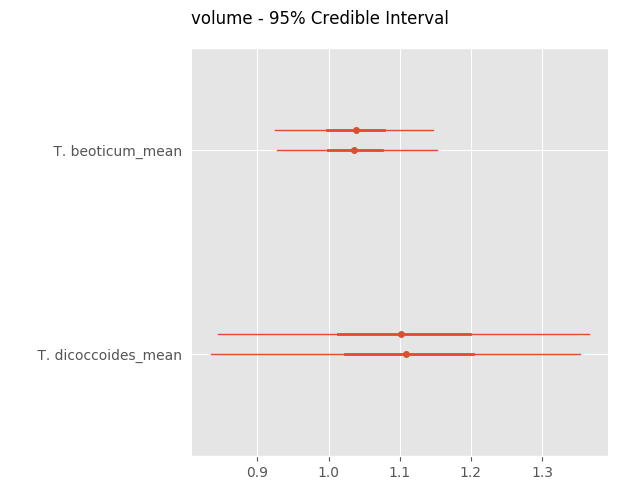 volume - 95% Credible Interval
T. beoticum_mean
T. dicoccoides_mean
0.9 1.0 1.1 1.2 1.3